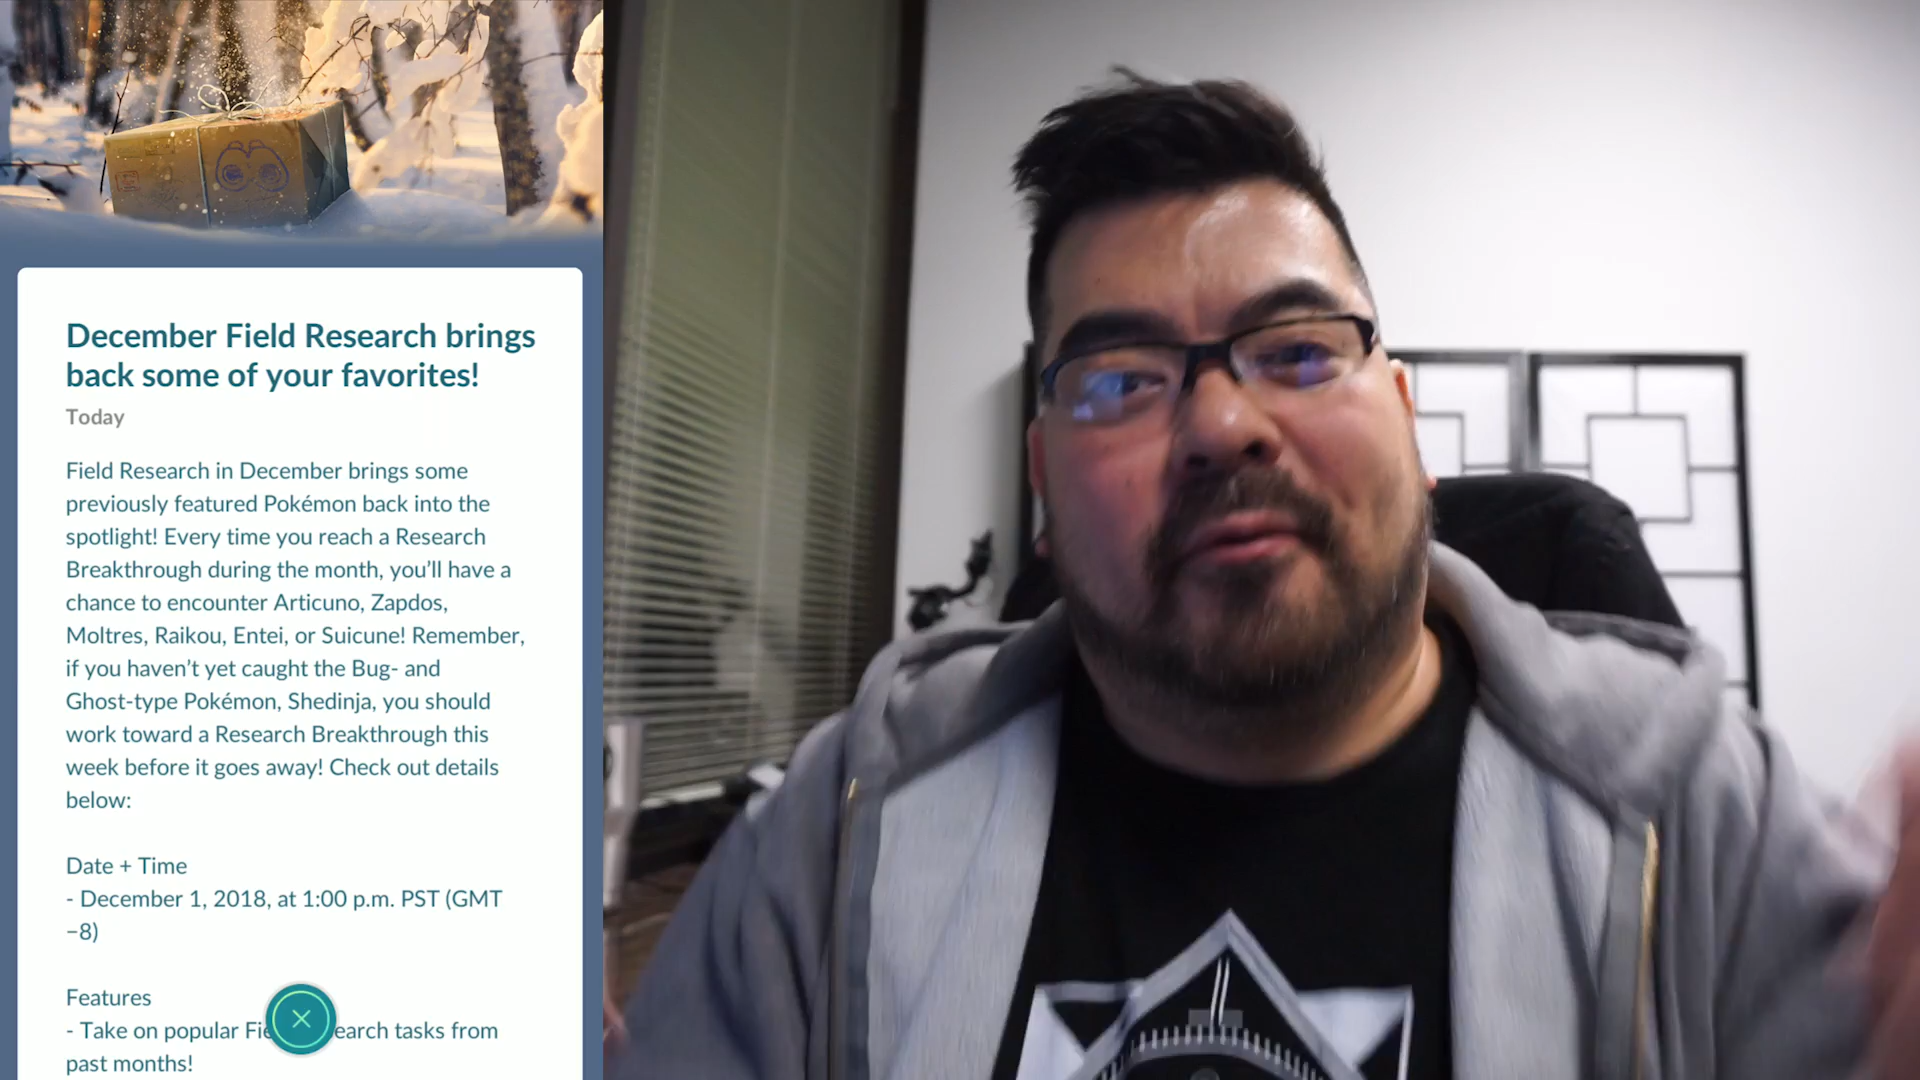 December Field Research brings
back some of your favorites!
Today
Field Research in December brings some
previously featured Pokémon back into the
spotlight! Every time you reach a Research
Breakthrough during the month, you’ll have a
chance to encounter Articuno, Zapdos,
Moltres, Raikou, Entei, or Suicune! Remember,
if you haven’t yet caught the Bug- and
Ghost-type Pokémon, Shedinja, you should
work toward a Research Breakthrough this
week before it goes away! Check out details
below:
Date + Time
- December 1, 2018, at 1:00 p.m. PST (GMT
−8)
Features
- Take on popular tasks from
past months!